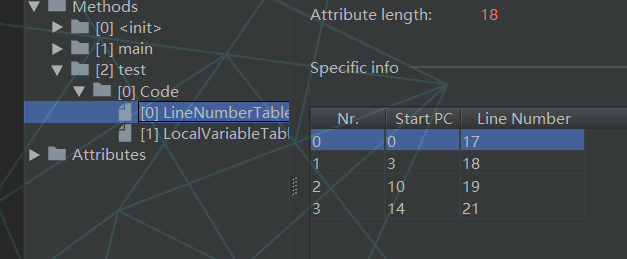 Methods
[0] <init>
[1] main
[2] test
[0] Code
[0] LineNumberTable
[1] LocalVariableTabl
Attributes
Attribute length: 18
Specific info
Nr. Start PC Line Number
0 0 17
1 3 18
2 10 19
3 14 21